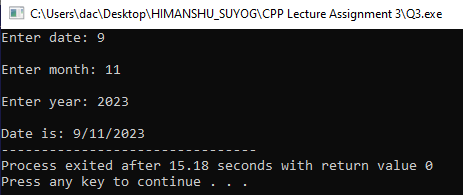 C:\Users\dac\Desktop\HIMANSHU_SUYOG\CPP Lecture Assignment 3\Q3.exe
Enter date: 9
Enter month: 11
Enter year: 2023
Date is: 9/11/2023
--------------------------------
Process exited after 15.18 seconds with return value 0
Press any key to continue . . .